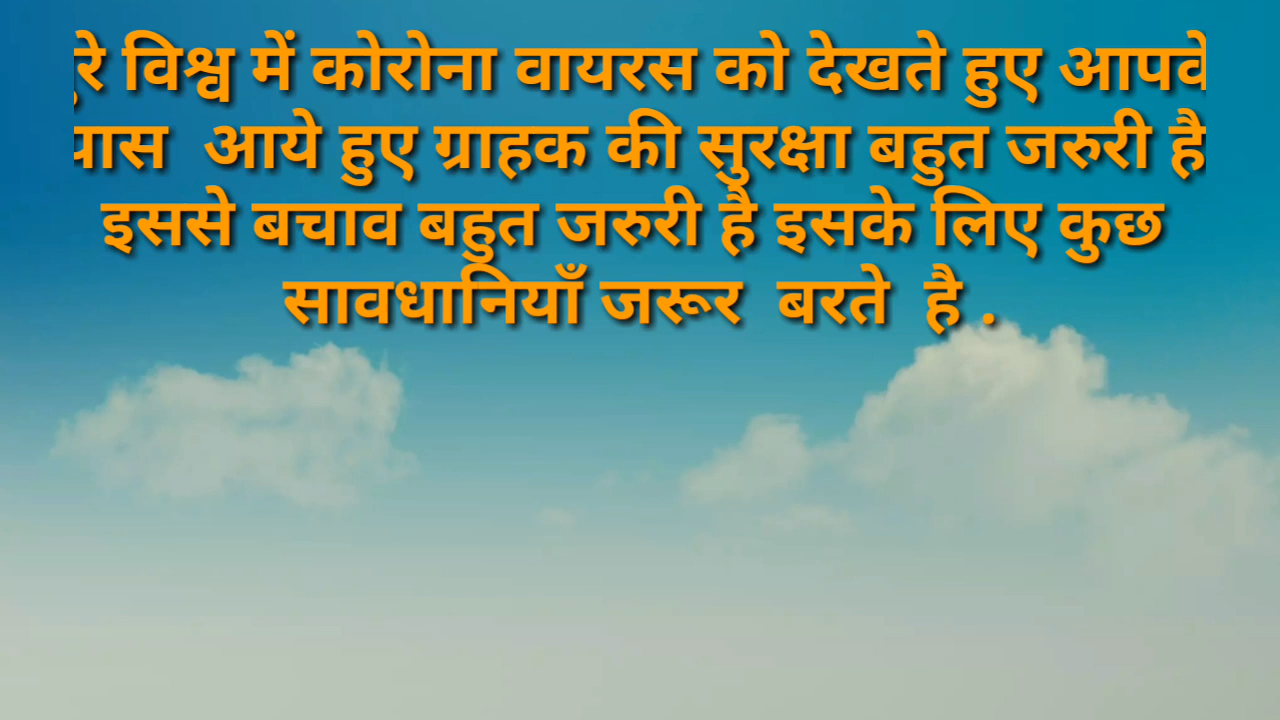 रे विश्व में कोरोना वायरस को देखते हुए
आये हुए ग्राहक की सुरक्षा बहुत जरुरी है
इससे बचाव बहुत जरुरी है इसके लिए कुछ
सावधानियाँ जरूर बरते है .